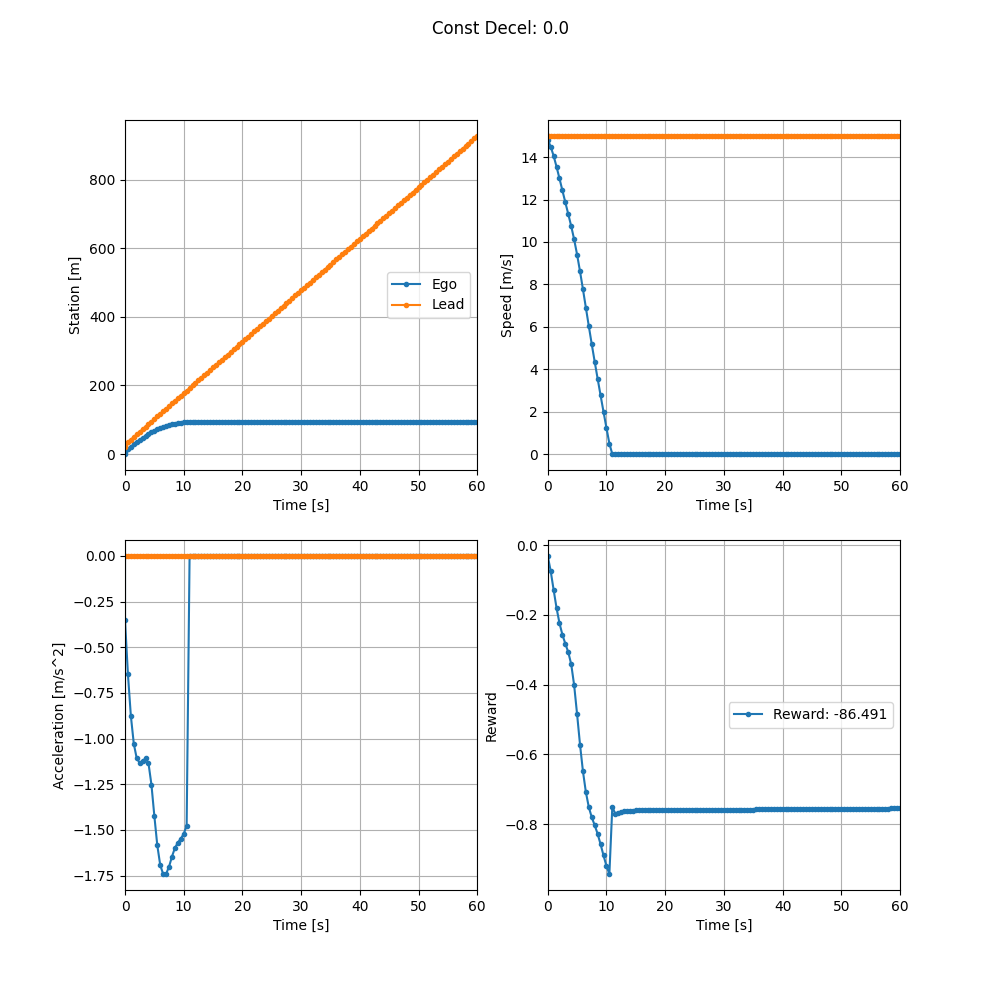 Const Decel: 0.0
800
600
400
200
0
Station [m]
Ego
Lead
0 10 20 30 40 50 60
Time [s]
14
12
10
8
6
4
2
0
Speed [m/s]
0 10 20 30 40 50 60
Time [s]
0.00
−0.25
−0.50
−0.75
−1.00
−1.25
−1.50
−1.75
Acceleration [m/s^2]
0 10 20 30 40 50 60
Time [s]
0.0
−0.2
−0.4
−0.6
−0.8
Reward
Reward: -86.491
0 10 20 30 40 50 60
Time [s]